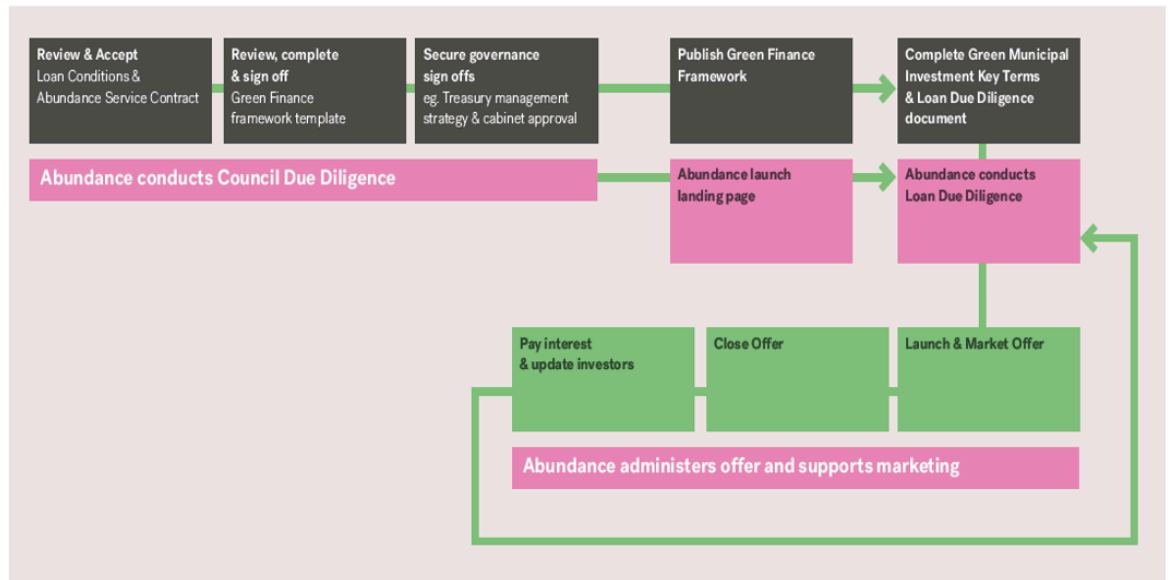 Review & Accept
Loan Conditions &
Abundance Service Contract
Review, complete
& sign off
Green Finance
framework template
Secure governance
sign offs
eg. Treasury management
strategy & cabinet approval
Publish Green Finance
Framework
Complete Green Municipal
Investment Key Terms
& Loan Due Diligence
document
Abundance conducts Council Due Diligence
Abundance launch
landing page
Abundance conducts
Loan Due Diligence
Pay interest
& update investors
Close Offer
Launch & Market Offer
Abundance administers offer and supports marketing